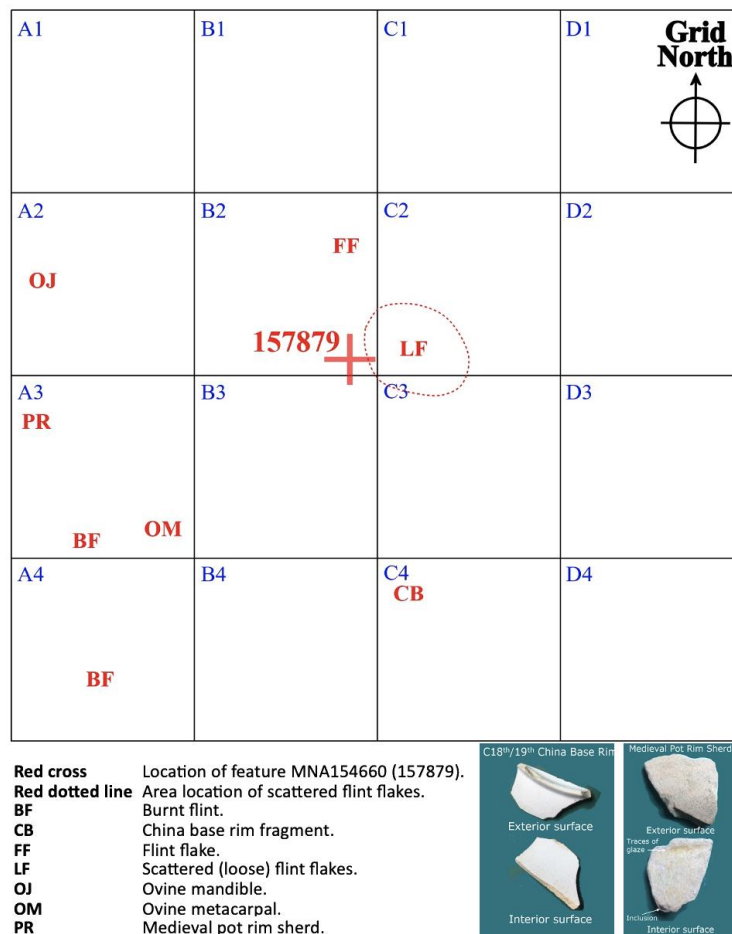 A1 B1 C1 D1
Grid
North
A2 B2 C2 D2
FF
OJ
157879
LF
A3 B3 C3 D3
PR
OM
BF
A4 B4 C4 D4
CB
BF
Red cross Location of feature MNA154660 (157879).
Red dotted line Area location of scattered flint flakes.
BF Burnt flint.
CB China base rim fragment.
FF Flint flake.
LF Scattered (loose) flint flakes.
OJ Ovine mandible.
OM Ovine metacarpal.
PR Medieval pot rim sherd.
C18th/19th China Base Rim
Exterior surface
Interior surface
Medieval Pot Rim Sherd
Exterior surface
Traces of
glaze
Inclusion
Interior surface